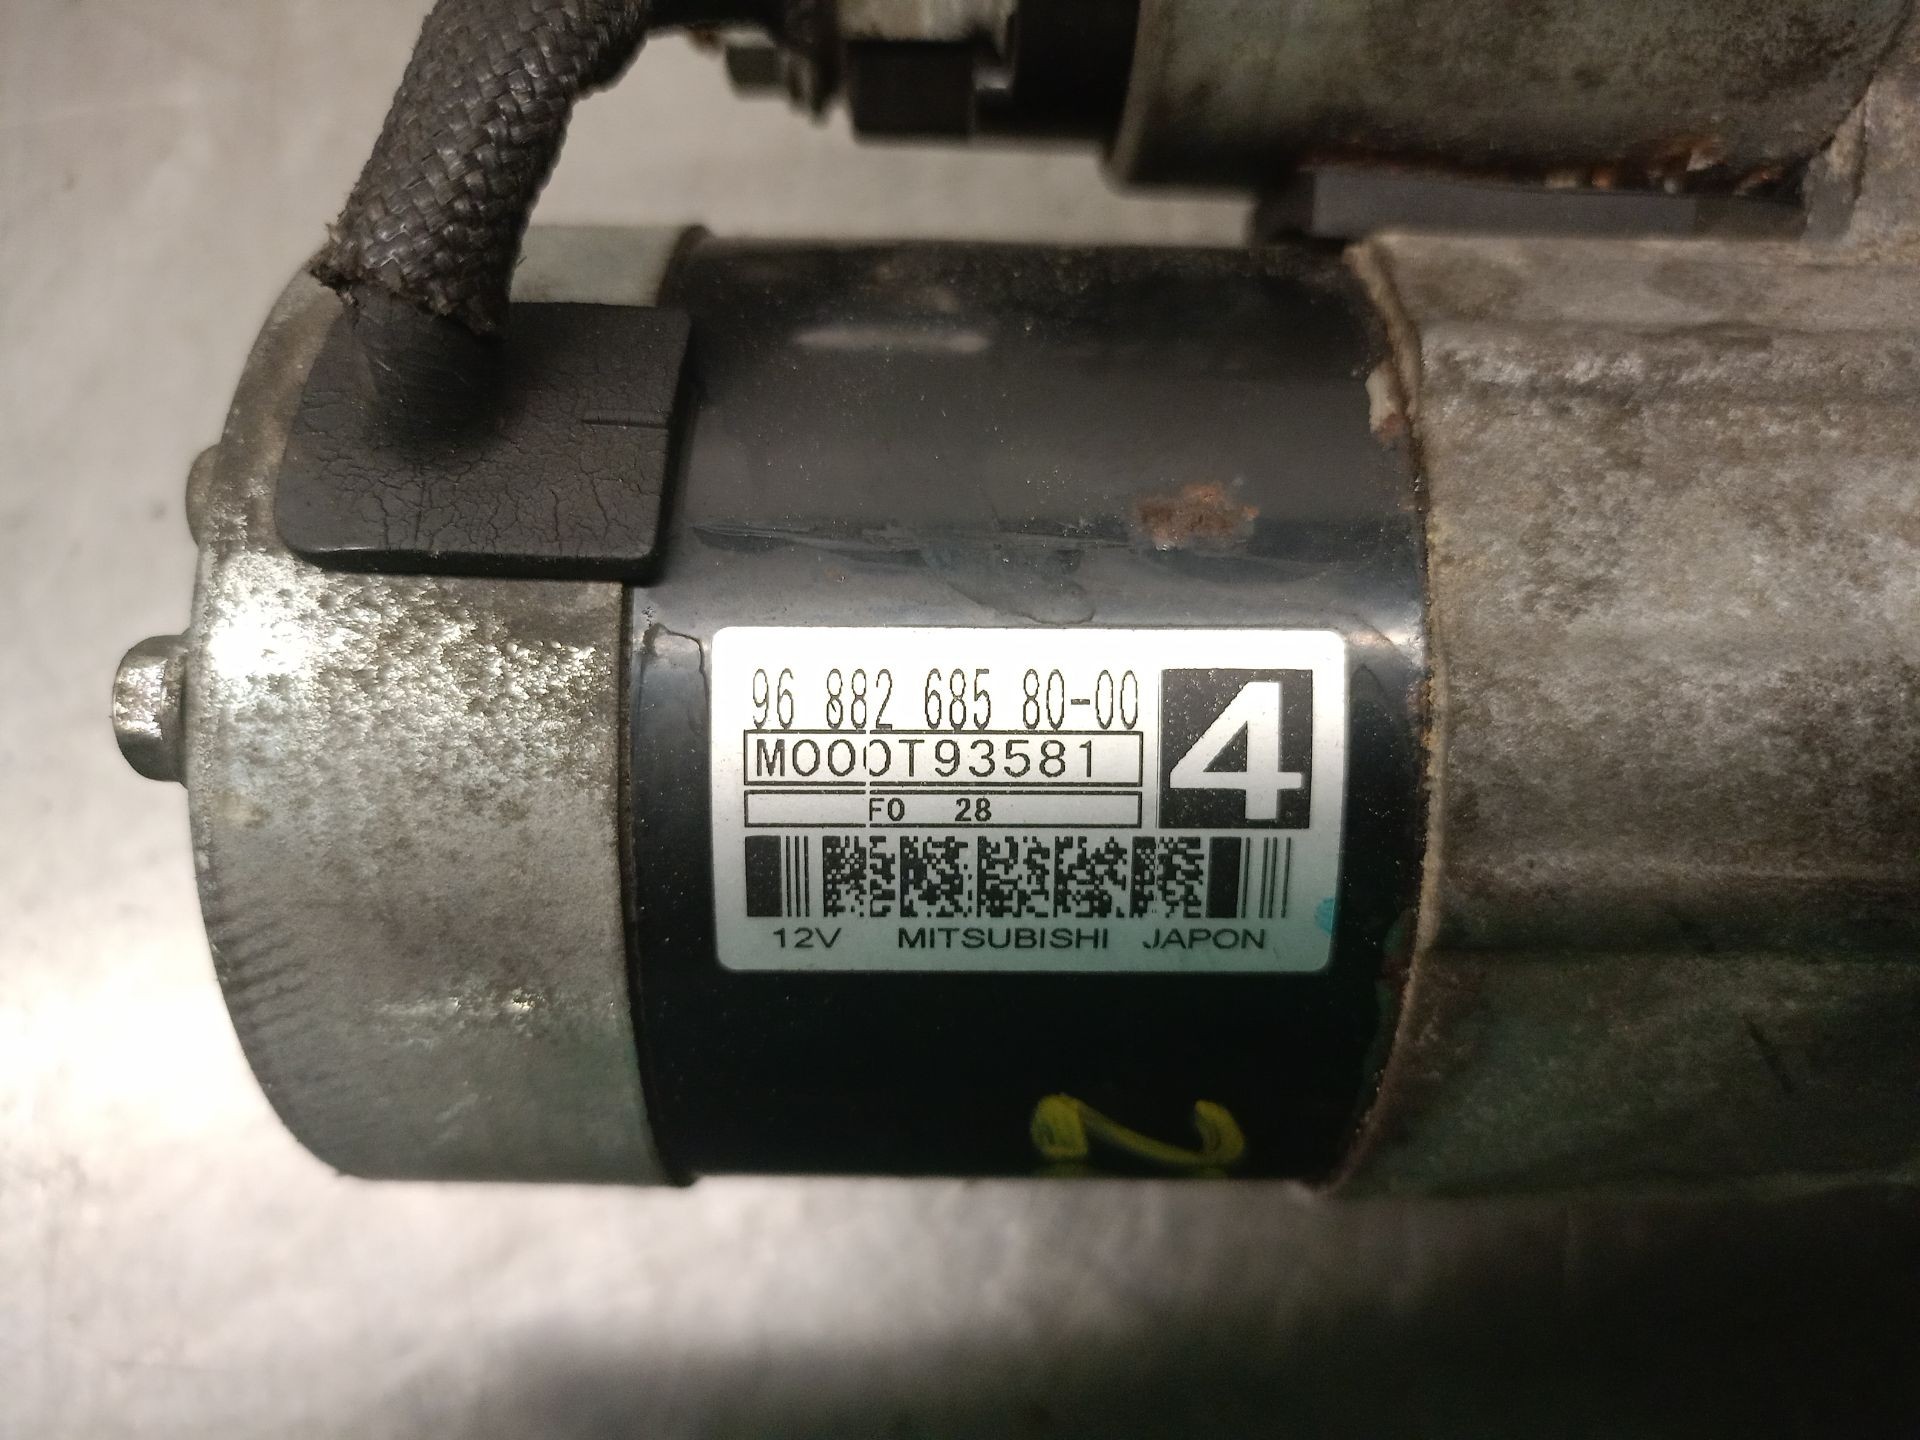 96 882 685 80-00
4
M000T93581
F0 28
12V MITSUBISHI JAPON